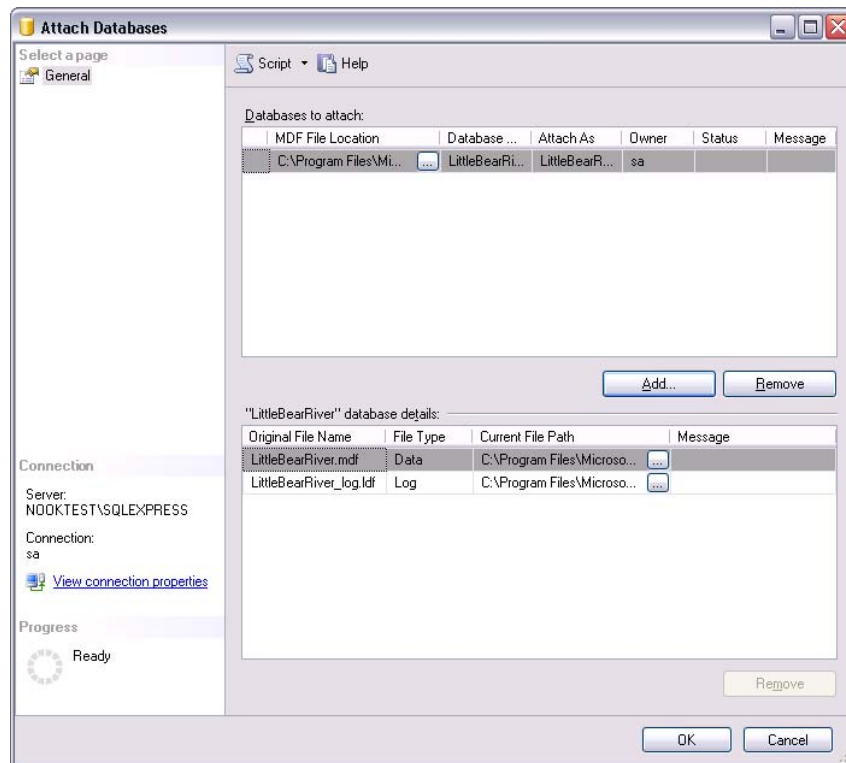 Attach Databases
Select a page
General
Script
Help
Databases to attach:
MDF File Location Database ... Attach As Owner Status Message
C:\Program Files\Mi... ... LittleBearRi... LittleBearR... sa
Add... Remove
"LittleBearRiver" database details:
Original File Name File Type Current File Path Message
LittleBearRiver.mdf Data C:\Program Files\Microso... ...
LittleBearRiver_log.ldf Log C:\Program Files\Microso... ...
Connection
Server:
NOOKTEST\SQLEXPRESS
Connection:
sa
View connection properties
Progress
Ready
Remove
OK Cancel